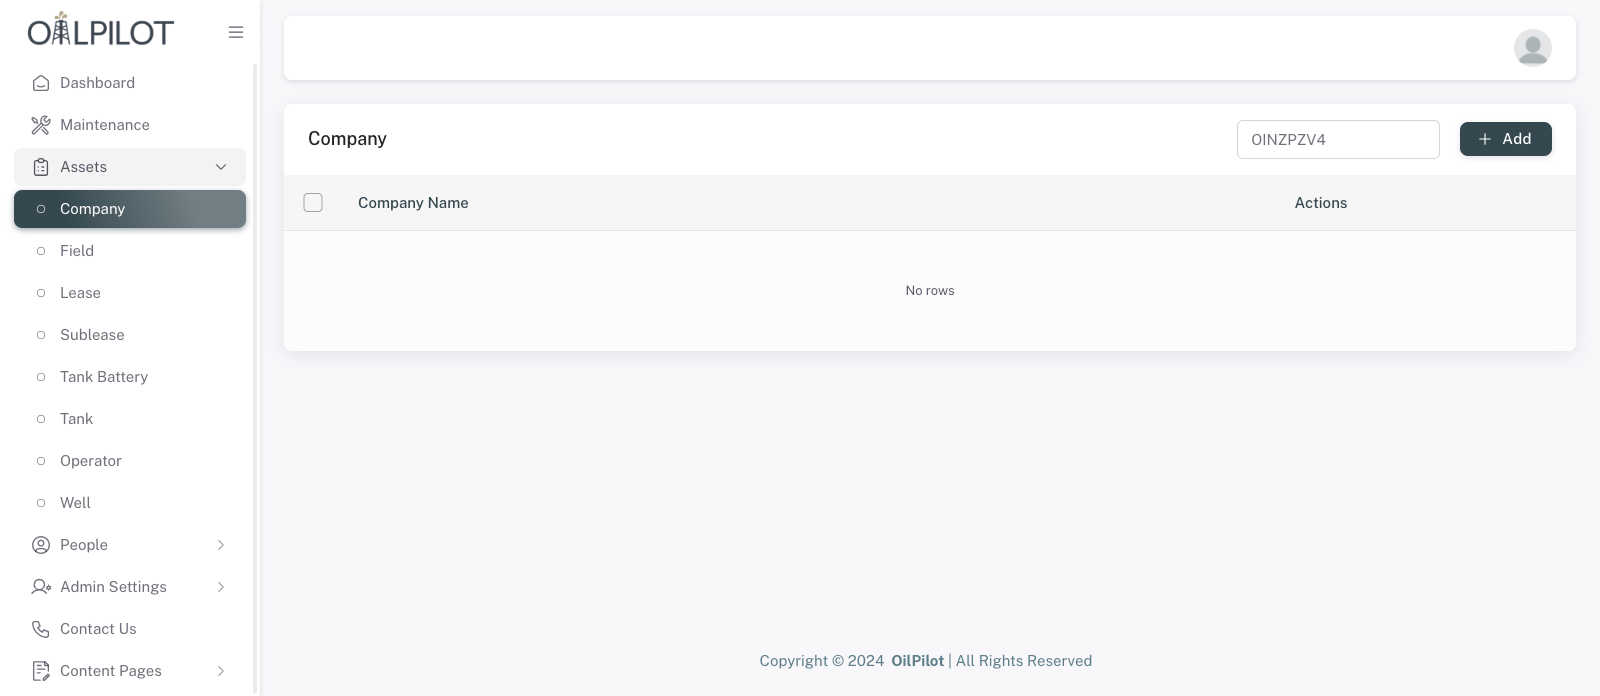 OILPILOT
Dashboard
Maintenance
Assets
Company
Field
Lease
Sublease
Tank Battery
Tank
Operator
Well
People
Admin Settings
Contact Us
Content Pages
Company
OINZPZV4
Add
Company Name
Actions
No rows
Copyright © 2024 OilPilot | All Rights Reserved